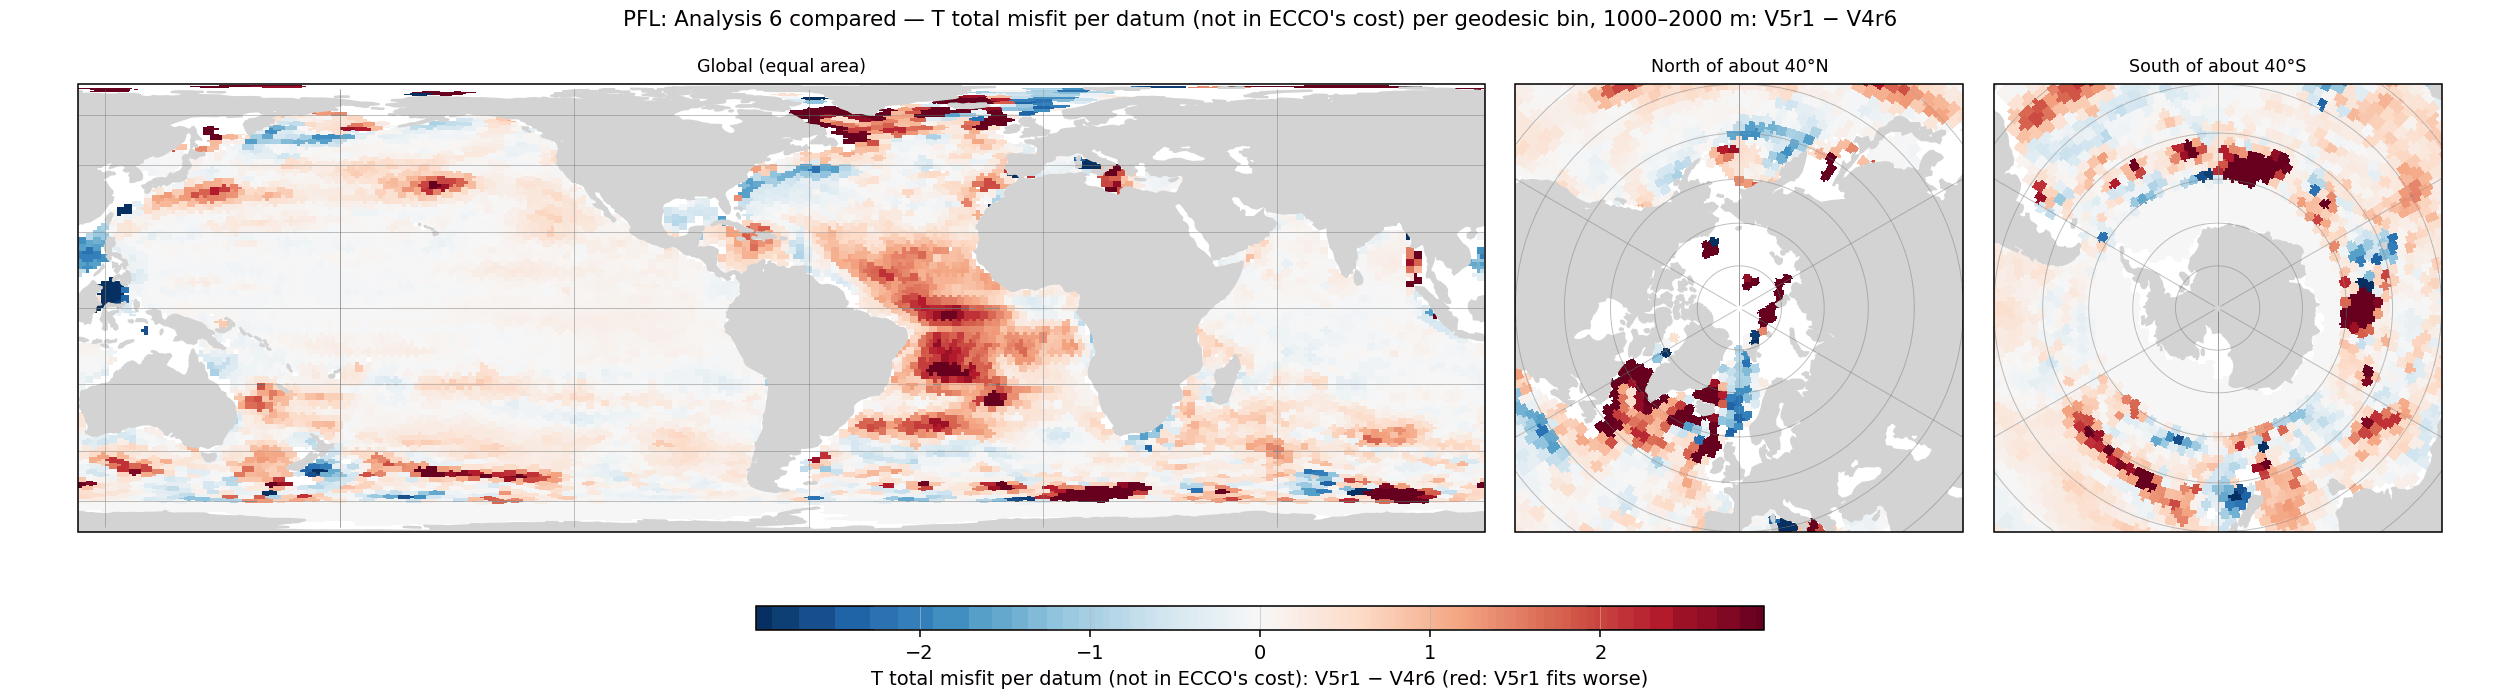 PFL: Analysis 6 compared — T total misfit per datum (not in ECCO's cost) per geodesic bin, 1000–2000 m: V5r1 − V4r6
Global (equal area)
North of about 40°N
South of about 40°S
−2 −1 0 1 2
T total misfit per datum (not in ECCO's cost): V5r1 − V4r6 (red: V5r1 fits worse)